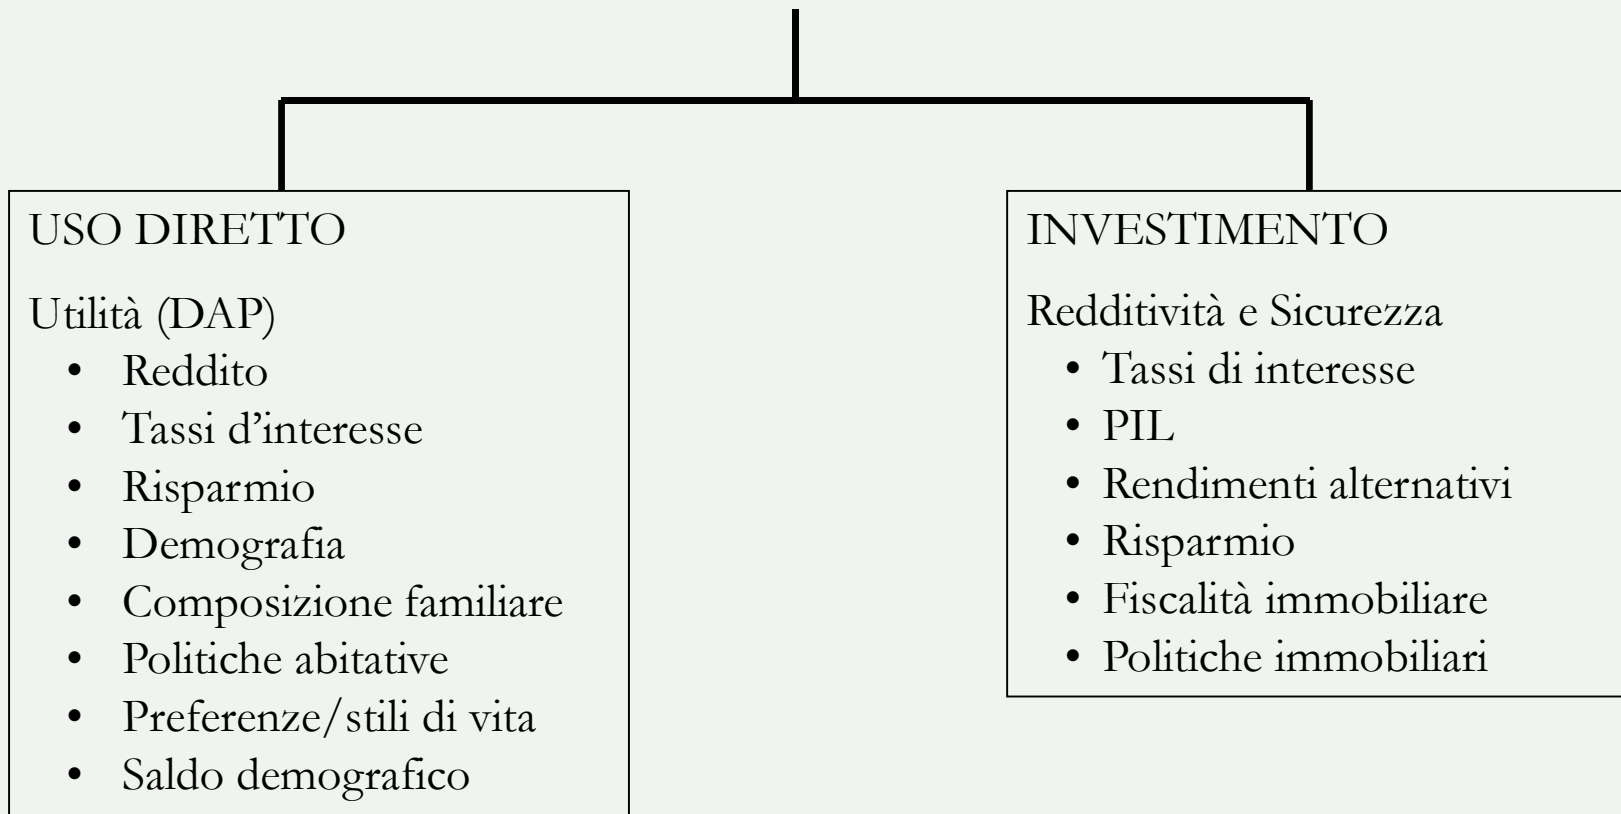 USO DIRETTO
Utilità (DAP)
• Reddito
• Tassi d’interesse
• Risparmio
• Demografia
• Composizione familiare
• Politiche abitative
• Preferenze/stili di vita
• Saldo demografico
INVESTIMENTO
Redditività e Sicurezza
• Tassi di interesse
• PIL
• Rendimenti alternativi
• Risparmio
• Fiscalità immobiliare
• Politiche immobiliari